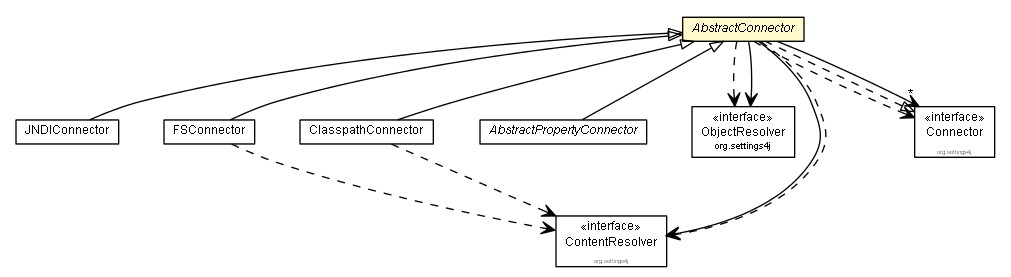 AbstractConnector
JNDIConnector
FSConnector
ClasspathConnector
AbstractPropertyConnector
«interface»
ObjectResolver
org.settings4j
*
«interface»
Connector
org.settings4j
«interface»
ContentResolver
org.settings4j